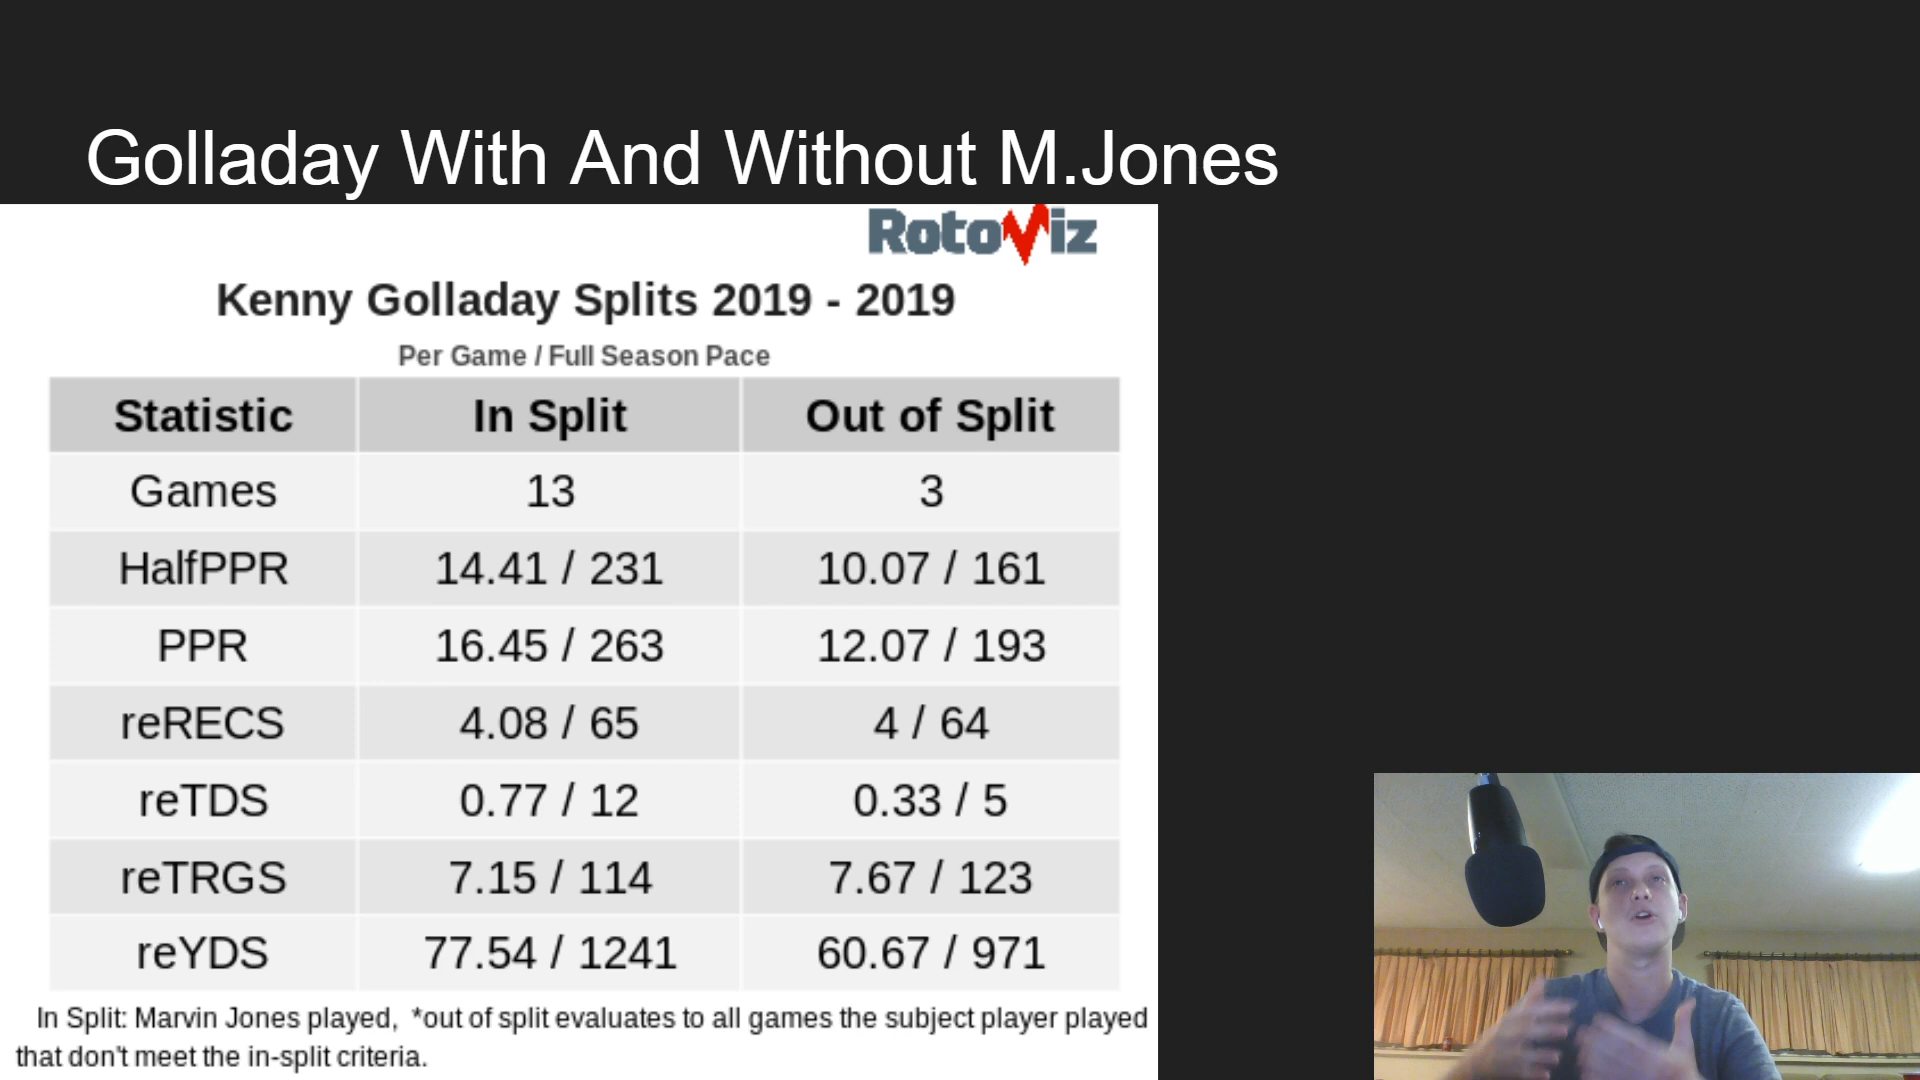 Golladay With And Without M.Jones
RotoViz
Kenny Golladay Splits 2019 - 2019
Per Game / Full Season Pace
Statistic In Split Out of Split
Games 13 3
HalfPPR 14.41 / 231 10.07 / 161
PPR 16.45 / 263 12.07 / 193
reRECS 4.08 / 65 4 / 64
reTDS 0.77 / 12 0.33 / 5
reTRGS 7.15 / 114 7.67 / 123
reYDS 77.54 / 1241 60.67 / 971
In Split: Marvin Jones played, *out of split evaluates to all games the subject player played
that don't meet the in-split criteria.